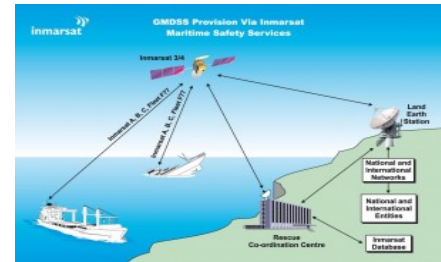 inmarsat
GMDSS Provision Via Inmarsat
Maritime Safety Services
Inmarsat 3/4
Inmarsat A, B, C, Fleet F77
Inmarsat A, B, C, Fleet F77
Land
Earth
Station
National and
International
Networks
National and
International
Entities
Rescue
Co-ordination Centre
Inmarsat
Database